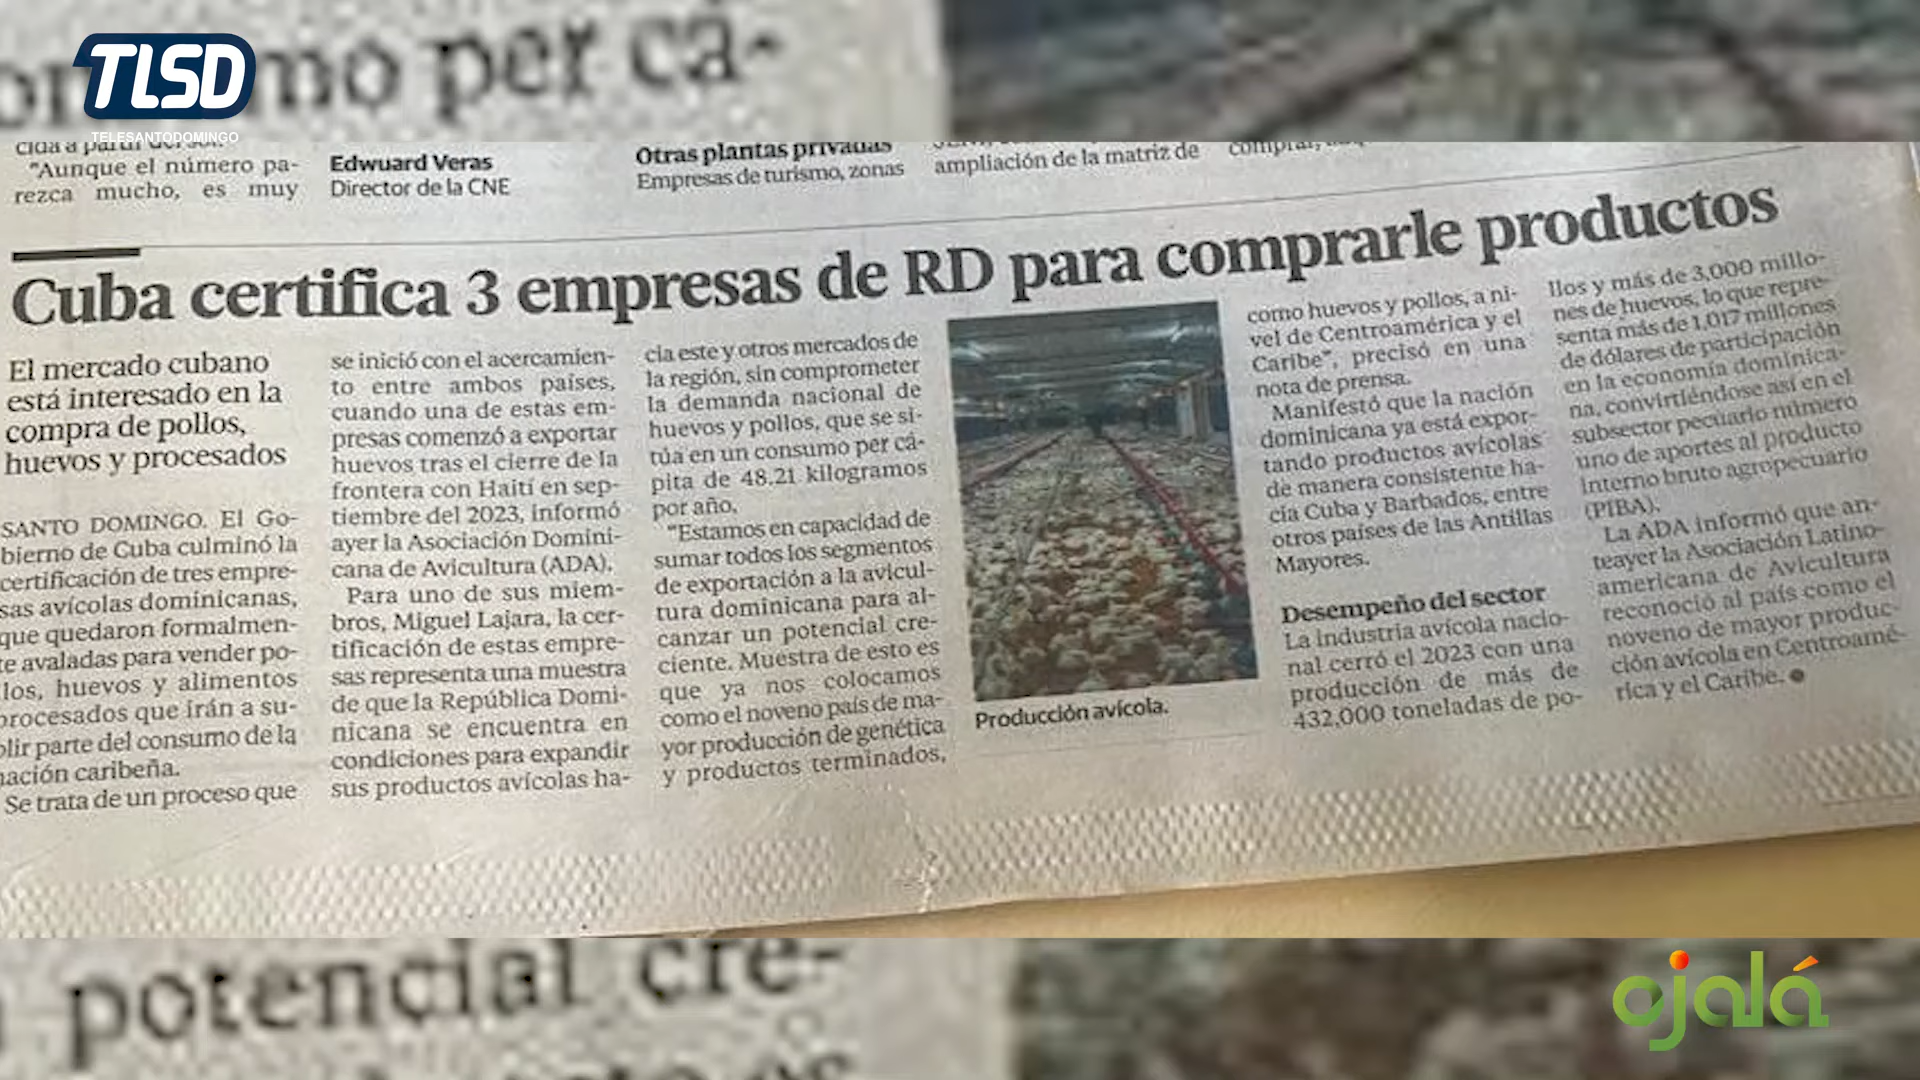 mo per cá-
TLSD
TELESANTODOMINGO
"Aunque el número pa-
rezca mucho, es muy
Edwuard Veras
Director de la CNE
Otras plantas privadas
Empresas de turismo, zonas
ampliación de la matriz de
Cuba certifica 3 empresas de RD para comprarle productos
El mercado cubano
está interesado en la
compra de pollos,
huevos y procesados
SANTO DOMINGO. El Go-
bierno de Cuba culminó la
certificación de tres empre-
sas avícolas dominicanas,
que quedaron formalmen-
te avaladas para vender po-
llos, huevos y alimentos
procesados que irán a su-
plir parte del consumo de la
nación caribeña.
Se trata de un proceso que
se inició con el acercamien-
to entre ambos países,
cuando una de estas em-
presas comenzó a exportar
huevos tras el cierre de la
frontera con Haití en sep-
tiembre del 2023, informó
ayer la Asociación Domini-
cana de Avicultura (ADA).
Para uno de sus miem-
bros, Miguel Lajara, la cer-
tificación de estas empre-
sas representa una muestra
de que la República Domi-
nicana se encuentra en
condiciones para expandir
sus productos avícolas ha-
cia este y otros mercados de
la región, sin comprometer
la demanda nacional de
huevos y pollos, que se si-
túa en un consumo per cá-
pita de 48.21 kilogramos
por año.
"Estamos en capacidad de
sumar todos los segmentos
de exportación a la avicul-
tura dominicana para al-
canzar un potencial cre-
ciente. Muestra de esto es
que ya nos colocamos
como el noveno país de ma-
yor producción de genética
y productos terminados,
Producción avícola.
como huevos y pollos, a ni-
vel de Centroamérica y el
Caribe", precisó en una
nota de prensa.
Manifestó que la nación
dominicana ya está expor-
tando productos avícolas
de manera consistente ha-
cia Cuba y Barbados, entre
otros países de las Antillas
Mayores.
Desempeño del sector
La industria avícola nacio-
nal cerró el 2023 con una
producción de más de
432,000 toneladas de po-
llos y más de 3,000 millo-
nes de huevos, lo que repre-
senta más de 1,017 millones
de dólares de participación
en la economía dominica-
na, convirtiéndose así en el
subsector pecuario número
uno de aportes al producto
interno bruto agropecuario
(PIBA).
La ADA informó que an-
teayer la Asociación Latino-
americana de Avicultura
reconoció al país como el
noveno de mayor produc-
ción avícola en Centroamé-
rica y el Caribe.
potencial cre-
ojalá